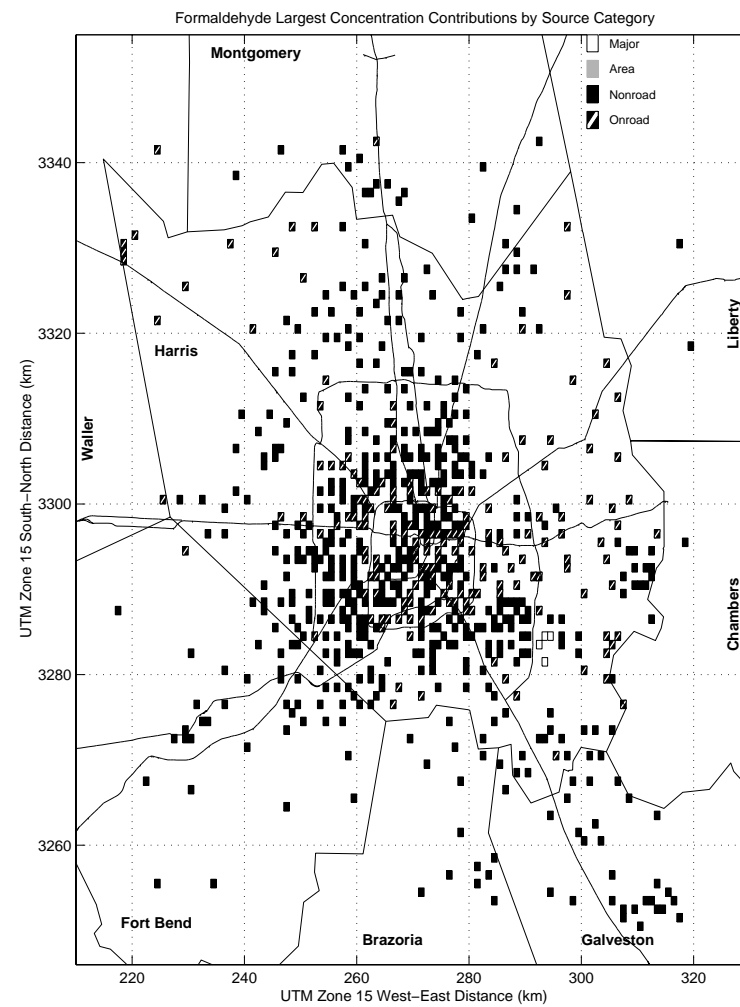 Formaldehyde Largest Concentration Contributions by Source Category
Montgomery
Major
Area
Nonroad
Onroad
3340
3320
3300
3280
3260
UTM Zone 15 South−North Distance (km)
Harris
Liberty
Waller
Chambers
Fort Bend
Brazoria
Galveston
220
240
260
280
300
320
UTM Zone 15 West−East Distance (km)